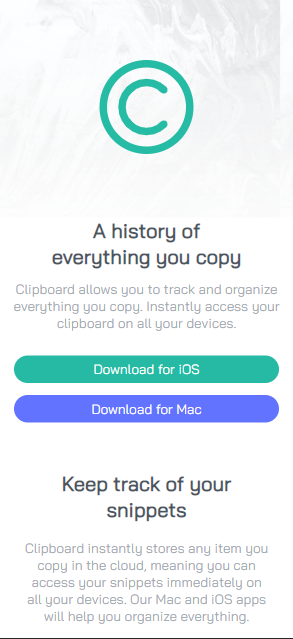 A history of
everything you copy
Clipboard allows you to track and organize
everything you copy. Instantly access your
clipboard on all your devices.
Download for iOS
Download for Mac
Keep track of your
snippets
Clipboard instantly stores any item you
copy in the cloud, meaning you can
access your snippets immediately on
all your devices. Our Mac and iOS apps
will help you organize everything.